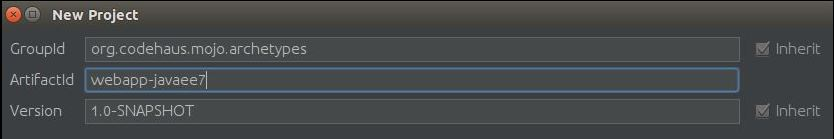 New Project
GroupId org.codehaus.mojo.archetypes Inherit
ArtifactId webapp-javaee7
Version 1.0-SNAPSHOT Inherit